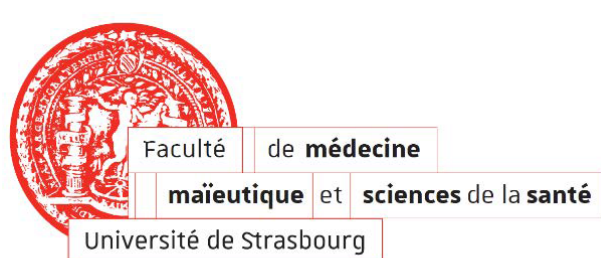 Faculté de médecine
maïeutique et sciences de la santé
Université de Strasbourg